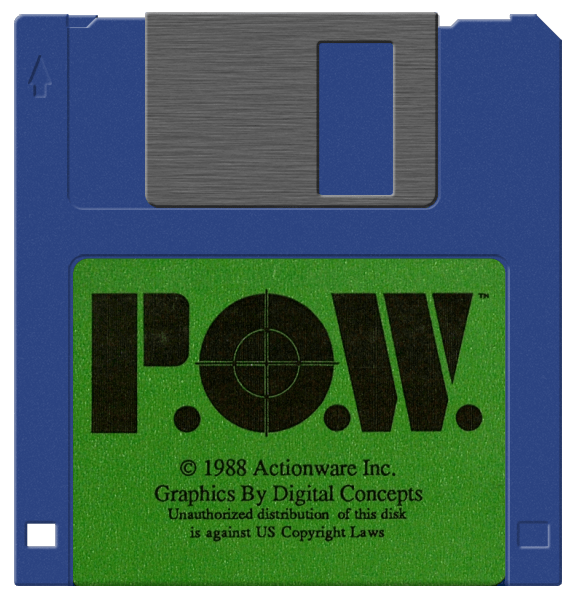 P.O.W.™
© 1988 Actionware Inc.
Graphics By Digital Concepts
Unauthorized distribution of this disk
is against US Copyright Laws